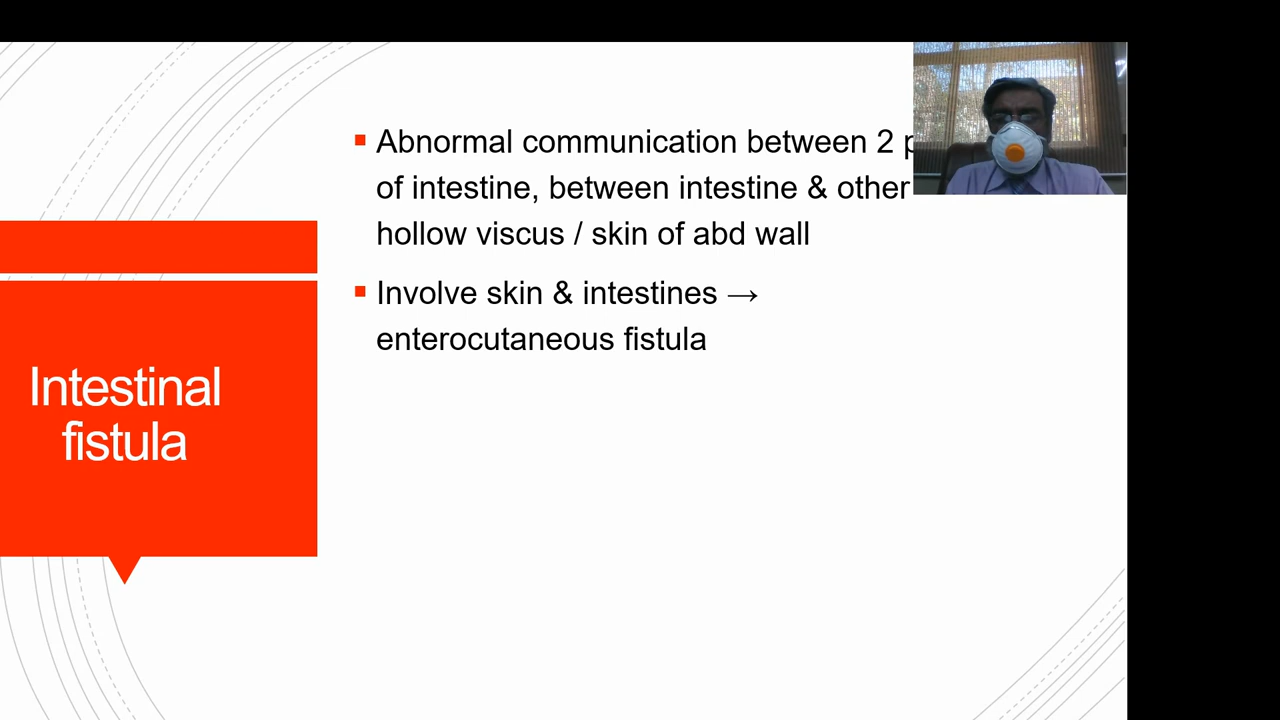 Abnormal communication between 2
of intestine, between intestine & other
hollow viscus / skin of abd wall
Involve skin & intestines →
enterocutaneous fistula
Intestinal
fistula